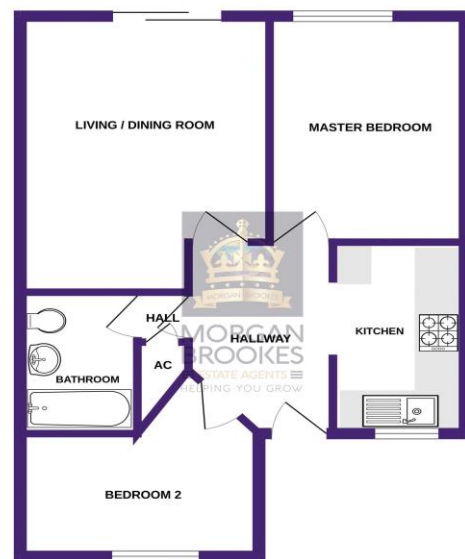 LIVING / DINING ROOM
MASTER BEDROOM
MORGAN BROOKES
HALL
MORGAN
BROOKES
HALLWAY
KITCHEN
AC
ESTATE AGENTS
HELPING YOU GROW
BATHROOM
BEDROOM 2